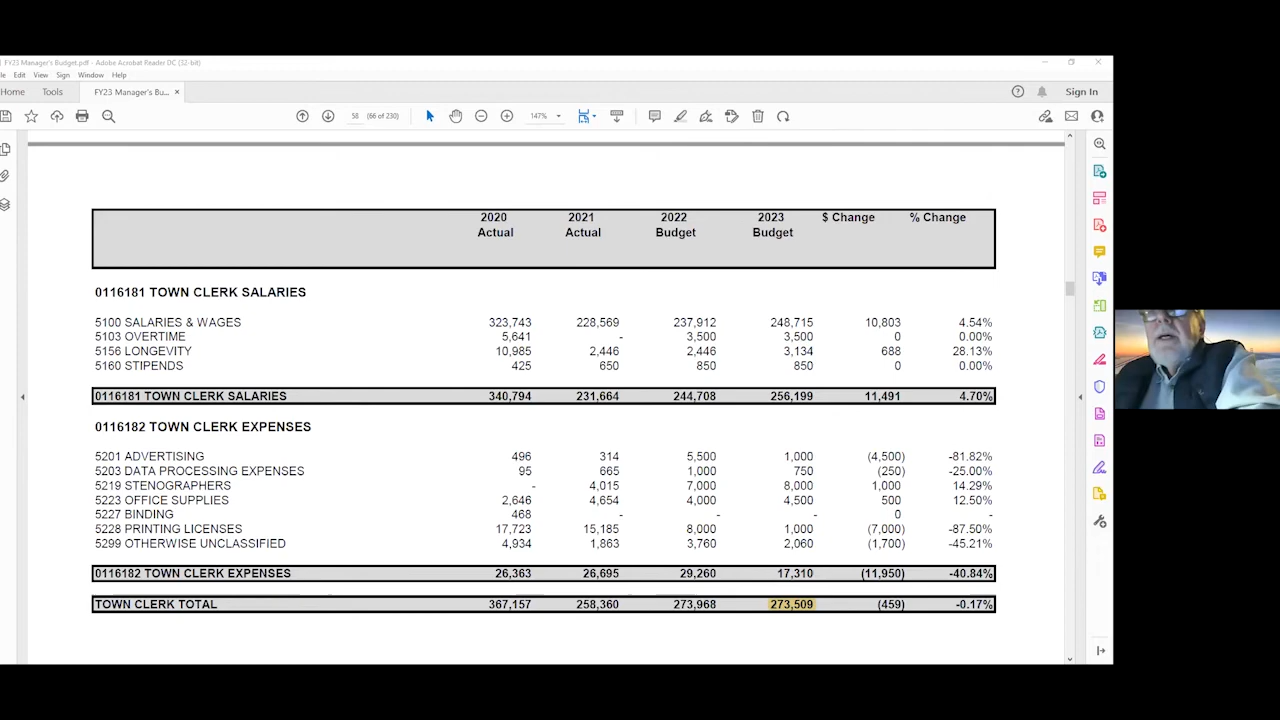 FY23 Manager's Budget.pdf - Adobe Acrobat Reader DC (32-bit)
Edit View Sign Window Help
Home Tools FY23 Manager's Bu... × Sign In
58 (66 of 230) 147%
2020 2021 2022 2023 $ Change % Change
Actual Actual Budget Budget
0116181 TOWN CLERK SALARIES
5100 SALARIES & WAGES 323,743 228,569 237,912 248,715 10,803 4.54%
5103 OVERTIME 5,641 - 3,500 3,500 0 0.00%
5156 LONGEVITY 10,985 2,446 2,446 3,134 688 28.13%
5160 STIPENDS 425 650 850 850 0 0.00%
0116181 TOWN CLERK SALARIES 340,794 231,664 244,708 256,199 11,491 4.70%
0116182 TOWN CLERK EXPENSES
5201 ADVERTISING 496 314 5,500 1,000 (4,500) -81.82%
5203 DATA PROCESSING EXPENSES 95 665 1,000 750 (250) -25.00%
5219 STENOGRAPHERS - 4,015 7,000 8,000 1,000 14.29%
5223 OFFICE SUPPLIES 2,646 4,654 4,000 4,500 500 12.50%
5227 BINDING 468 - - - 0 -
5228 PRINTING LICENSES 17,723 15,185 8,000 1,000 (7,000) -87.50%
5299 OTHERWISE UNCLASSIFIED 4,934 1,863 3,760 2,060 (1,700) -45.21%
0116182 TOWN CLERK EXPENSES 26,363 26,695 29,260 17,310 (11,950) -40.84%
TOWN CLERK TOTAL 367,157 258,360 273,968 273,509 (459) -0.17%